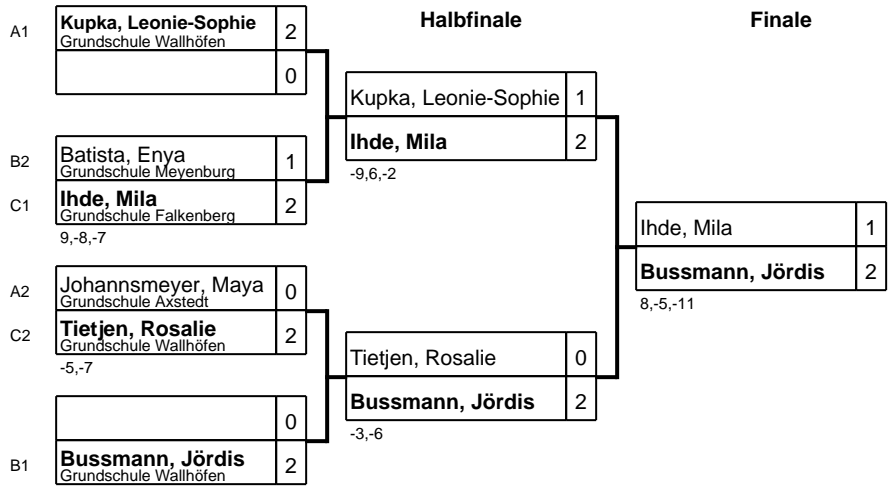 Halbfinale
Finale
A1
Kupka, Leonie-Sophie 2
Grundschule Wallhöfen
0
B2
Batista, Enya 1
Grundschule Meyenburg
C1
Ihde, Mila 2
Grundschule Falkenberg
9,-8,-7
A2
Johannsmeyer, Maya 0
Grundschule Axstedt
C2
Tietjen, Rosalie 2
Grundschule Wallhöfen
-5,-7
0
B1
Bussmann, Jördis 2
Grundschule Wallhöfen
Kupka, Leonie-Sophie 1
Ihde, Mila 2
-9,6,-2
Tietjen, Rosalie 0
Bussmann, Jördis 2
-3,-6
Ihde, Mila 1
Bussmann, Jördis 2
8,-5,-11